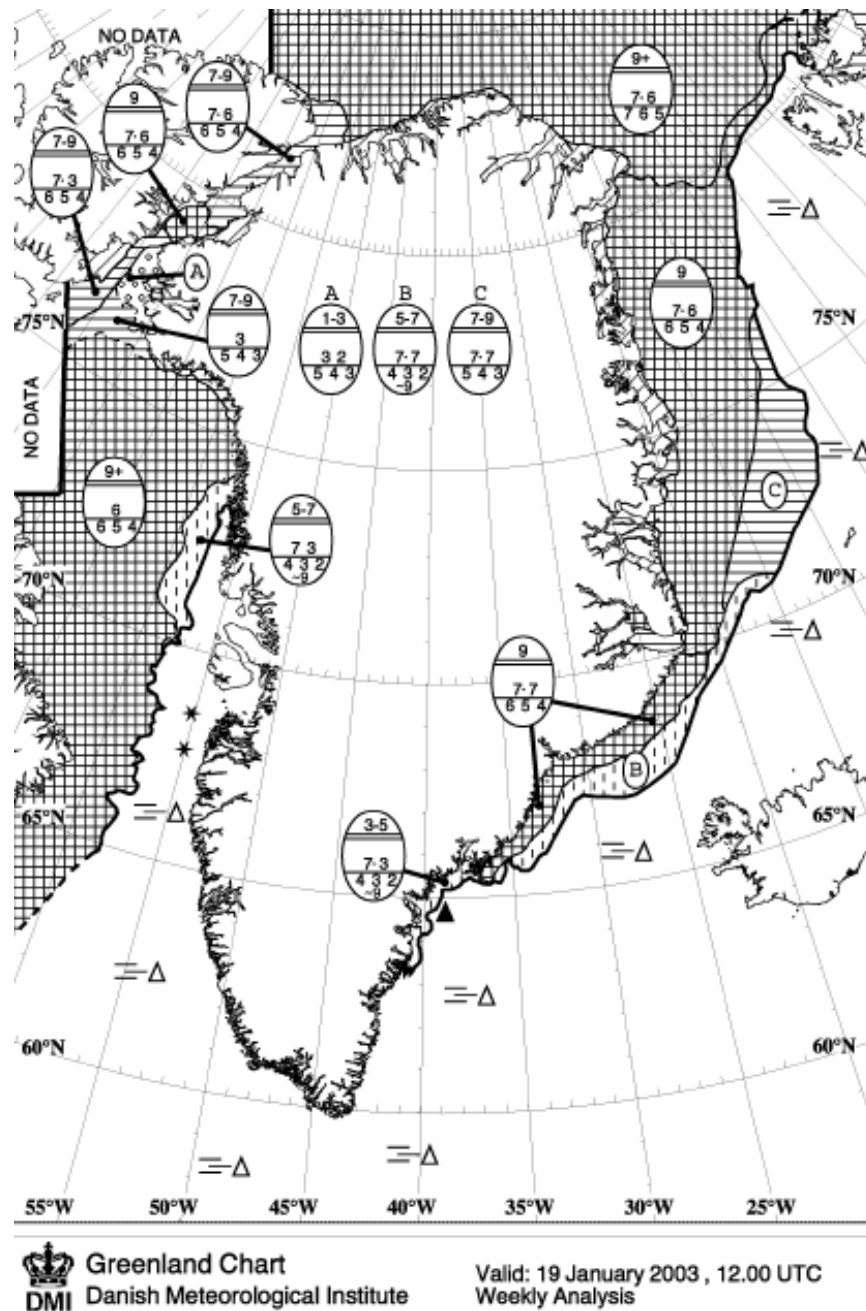 NO DATA
7-9
7·6
6 5 4
9
7·6
6 5 4
7-9
7·3
6 5 4
9+
7·6
7 6 5
A
7-9
3
5 4 3
A
1-3
3 2
5 4 3
B
5-7
7·7
4 3 2
~9
C
7-9
7·7
5 4 3
9
7·6
6 5 4
75°N
75°N
NO DATA
9+
6
6 5 4
5-7
7 3
4 3 2
~9
C
70°N
70°N
9
7·7
6 5 4
B
65°N
65°N
3-5
7·3
4 3 2
~9
60°N
60°N
55°W 50°W 45°W 40°W 35°W 30°W 25°W
Greenland Chart
DMI Danish Meteorological Institute
Valid: 19 January 2003 , 12.00 UTC
Weekly Analysis